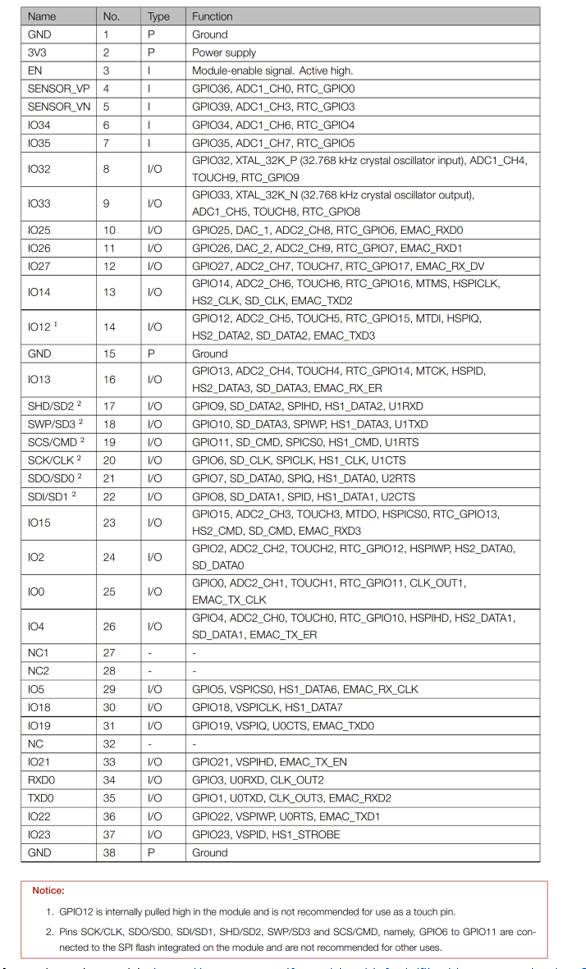 Name No. Type Function
GND 1 P Ground
3V3 2 P Power supply
EN 3 I Module-enable signal. Active high.
SENSOR_VP 4 I GPIO36, ADC1_CH0, RTC_GPIO0
SENSOR_VN 5 I GPIO39, ADC1_CH3, RTC_GPIO3
IO34 6 I GPIO34, ADC1_CH6, RTC_GPIO4
IO35 7 I GPIO35, ADC1_CH7, RTC_GPIO5
IO32 8 I/O GPIO32, XTAL_32K_P (32.768 kHz crystal oscillator input), ADC1_CH4,
TOUCH9, RTC_GPIO9
IO33 9 I/O GPIO33, XTAL_32K_N (32.768 kHz crystal oscillator output),
ADC1_CH5, TOUCH8, RTC_GPIO8
IO25 10 I/O GPIO25, DAC_1, ADC2_CH8, RTC_GPIO6, EMAC_RXD0
IO26 11 I/O GPIO26, DAC_2, ADC2_CH9, RTC_GPIO7, EMAC_RXD1
IO27 12 I/O GPIO27, ADC2_CH7, TOUCH7, RTC_GPIO17, EMAC_RX_DV
IO14 13 I/O GPIO14, ADC2_CH6, TOUCH6, RTC_GPIO16, MTMS, HSPICLK,
HS2_CLK, SD_CLK, EMAC_TXD2
IO12 1 14 I/O GPIO12, ADC2_CH5, TOUCH5, RTC_GPIO15, MTDI, HSPIQ,
HS2_DATA2, SD_DATA2, EMAC_TXD3
GND 15 P Ground
IO13 16 I/O GPIO13, ADC2_CH4, TOUCH4, RTC_GPIO14, MTCK, HSPID,
HS2_DATA3, SD_DATA3, EMAC_RX_ER
SHD/SD2 2 17 I/O GPIO9, SD_DATA2, SPIHD, HS1_DATA2, U1RXD
SWP/SD3 2 18 I/O GPIO10, SD_DATA3, SPIWP, HS1_DATA3, U1TXD
SCS/CMD 2 19 I/O GPIO11, SD_CMD, SPICS0, HS1_CMD, U1RTS
SCK/CLK 2 20 I/O GPIO6, SD_CLK, SPICLK, HS1_CLK, U1CTS
SDO/SD0 2 21 I/O GPIO7, SD_DATA0, SPIQ, HS1_DATA0, U2RTS
SDI/SD1 2 22 I/O GPIO8, SD_DATA1, SPID, HS1_DATA1, U2CTS
IO15 23 I/O GPIO15, ADC2_CH3, TOUCH3, MTDO, HSPICS0, RTC_GPIO13,
HS2_CMD, SD_CMD, EMAC_RXD3
IO2 24 I/O GPIO2, ADC2_CH2, TOUCH2, RTC_GPIO12, HSPIWP, HS2_DATA0,
SD_DATA0
IO0 25 I/O GPIO0, ADC2_CH1, TOUCH1, RTC_GPIO11, CLK_OUT1,
EMAC_TX_CLK
IO4 26 I/O GPIO4, ADC2_CH0, TOUCH0, RTC_GPIO10, HSPIHD, HS2_DATA1,
SD_DATA1, EMAC_TX_ER
NC1 27 - -
NC2 28 - -
IO5 29 I/O GPIO5, VSPICS0, HS1_DATA6, EMAC_RX_CLK
IO18 30 I/O GPIO18, VSPICLK, HS1_DATA7
IO19 31 I/O GPIO19, VSPIQ, U0CTS, EMAC_TXD0
NC 32 - -
IO21 33 I/O GPIO21, VSPIHD, EMAC_TX_EN
RXD0 34 I/O GPIO3, U0RXD, CLK_OUT2
TXD0 35 I/O GPIO1, U0TXD, CLK_OUT3, EMAC_RXD2
IO22 36 I/O GPIO22, VSPIWP, U0RTS, EMAC_TXD1
IO23 37 I/O GPIO23, VSPID, HS1_STROBE
GND 38 P Ground
Notice:
1. GPIO12 is internally pulled high in the module and is not recommended for use as a touch pin.
2. Pins SCK/CLK, SDO/SD0, SDI/SD1, SHD/SD2, SWP/SD3 and SCS/CMD, namely, GPIO6 to GPIO11 are con-
nected to the SPI flash integrated on the module and are not recommended for other uses.